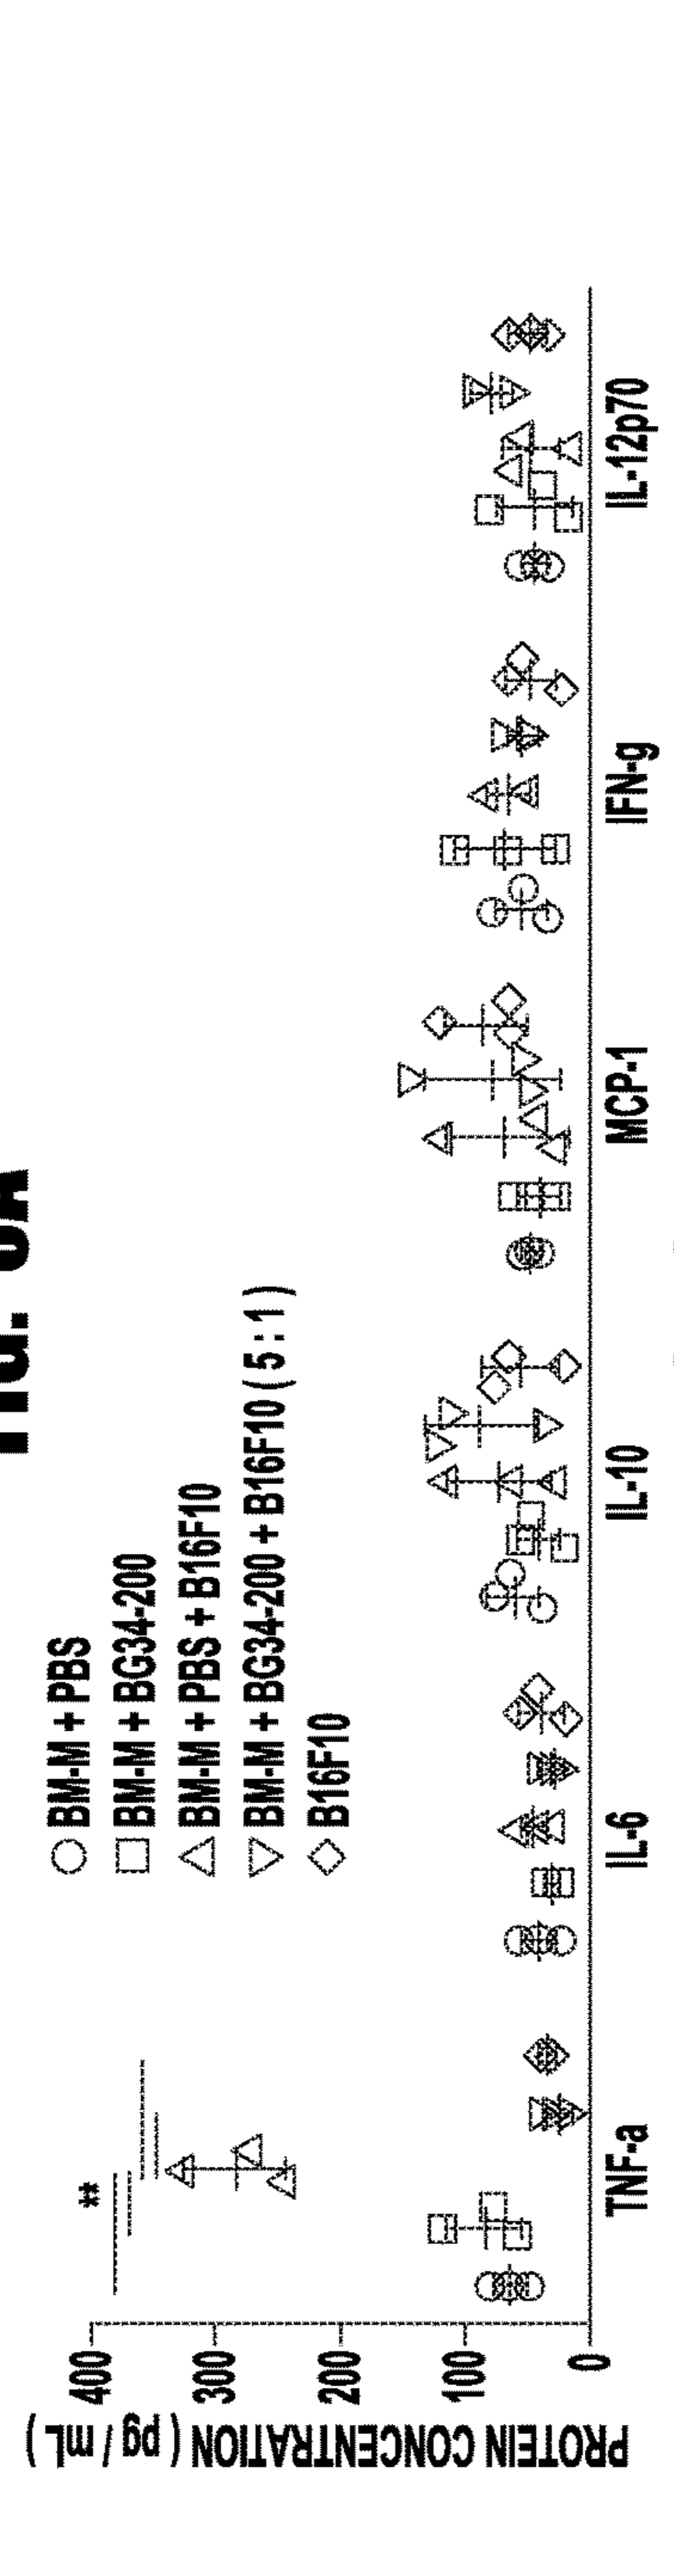 BM-M + PBS
BM-M + BG34-200
BM-M + PBS + B16F10
BM-M + BG34-200 + B16F10 ( 5 : 1 )
B16F10
**
PROTEIN CONCENTRATION ( pg / mL )
400
300
200
100
0
TNF-a
IL-6
IL-10
MCP-1
IFN-g
IL-12p70